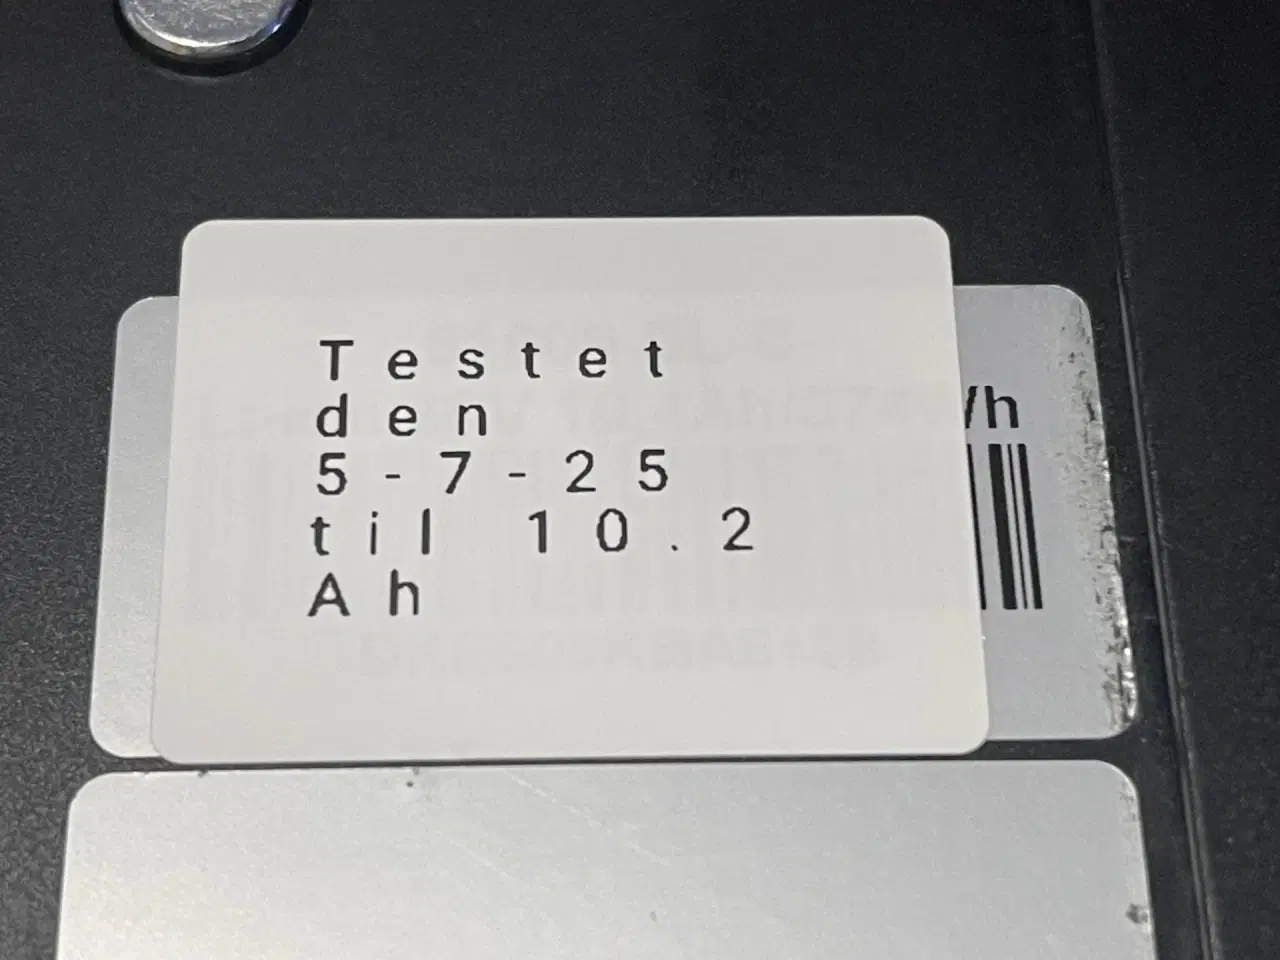 Testet
den
5-7-25
til 10.2
Ah
/h